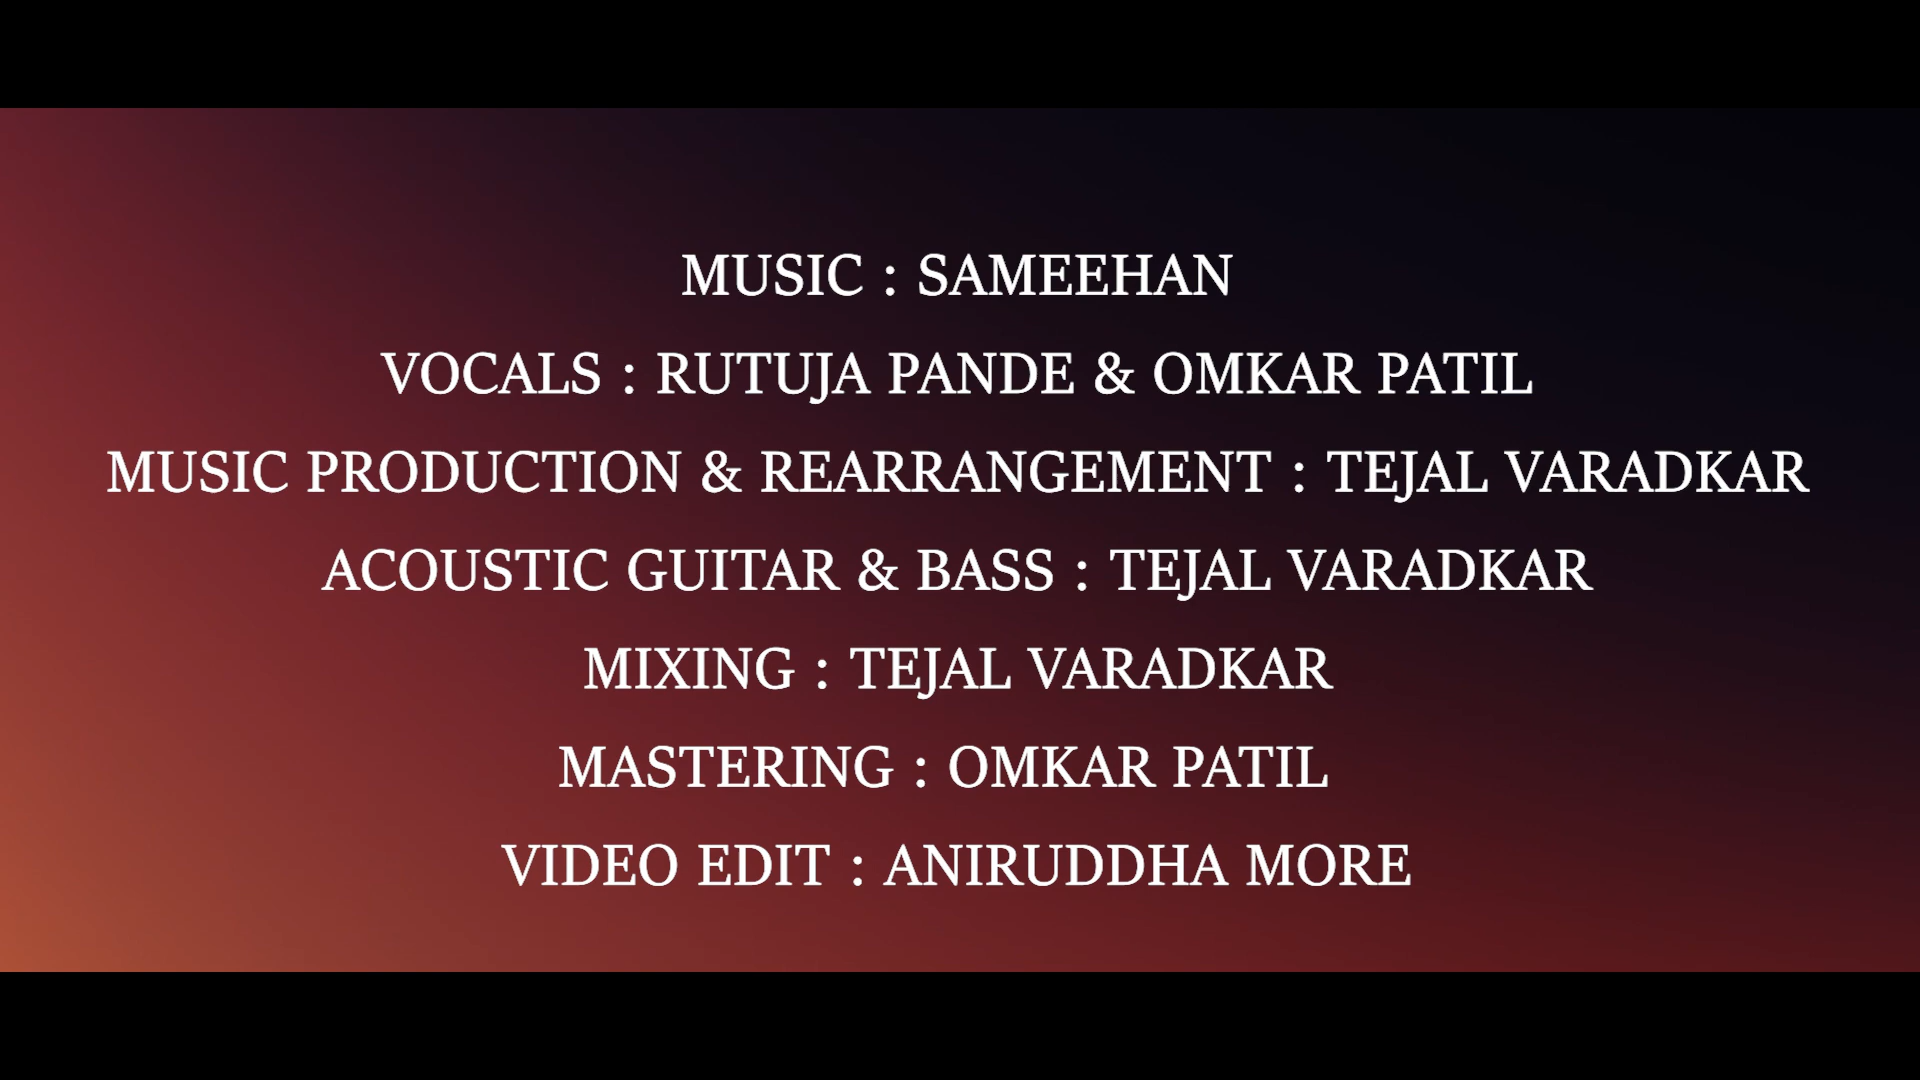 MUSIC : SAMEEHAN
VOCALS : RUTUJA PANDE & OMKAR PATIL
MUSIC PRODUCTION & REARRANGEMENT : TEJAL VARADKAR
ACOUSTIC GUITAR & BASS : TEJAL VARADKAR
MIXING : TEJAL VARADKAR
MASTERING : OMKAR PATIL
VIDEO EDIT : ANIRUDDHA MORE